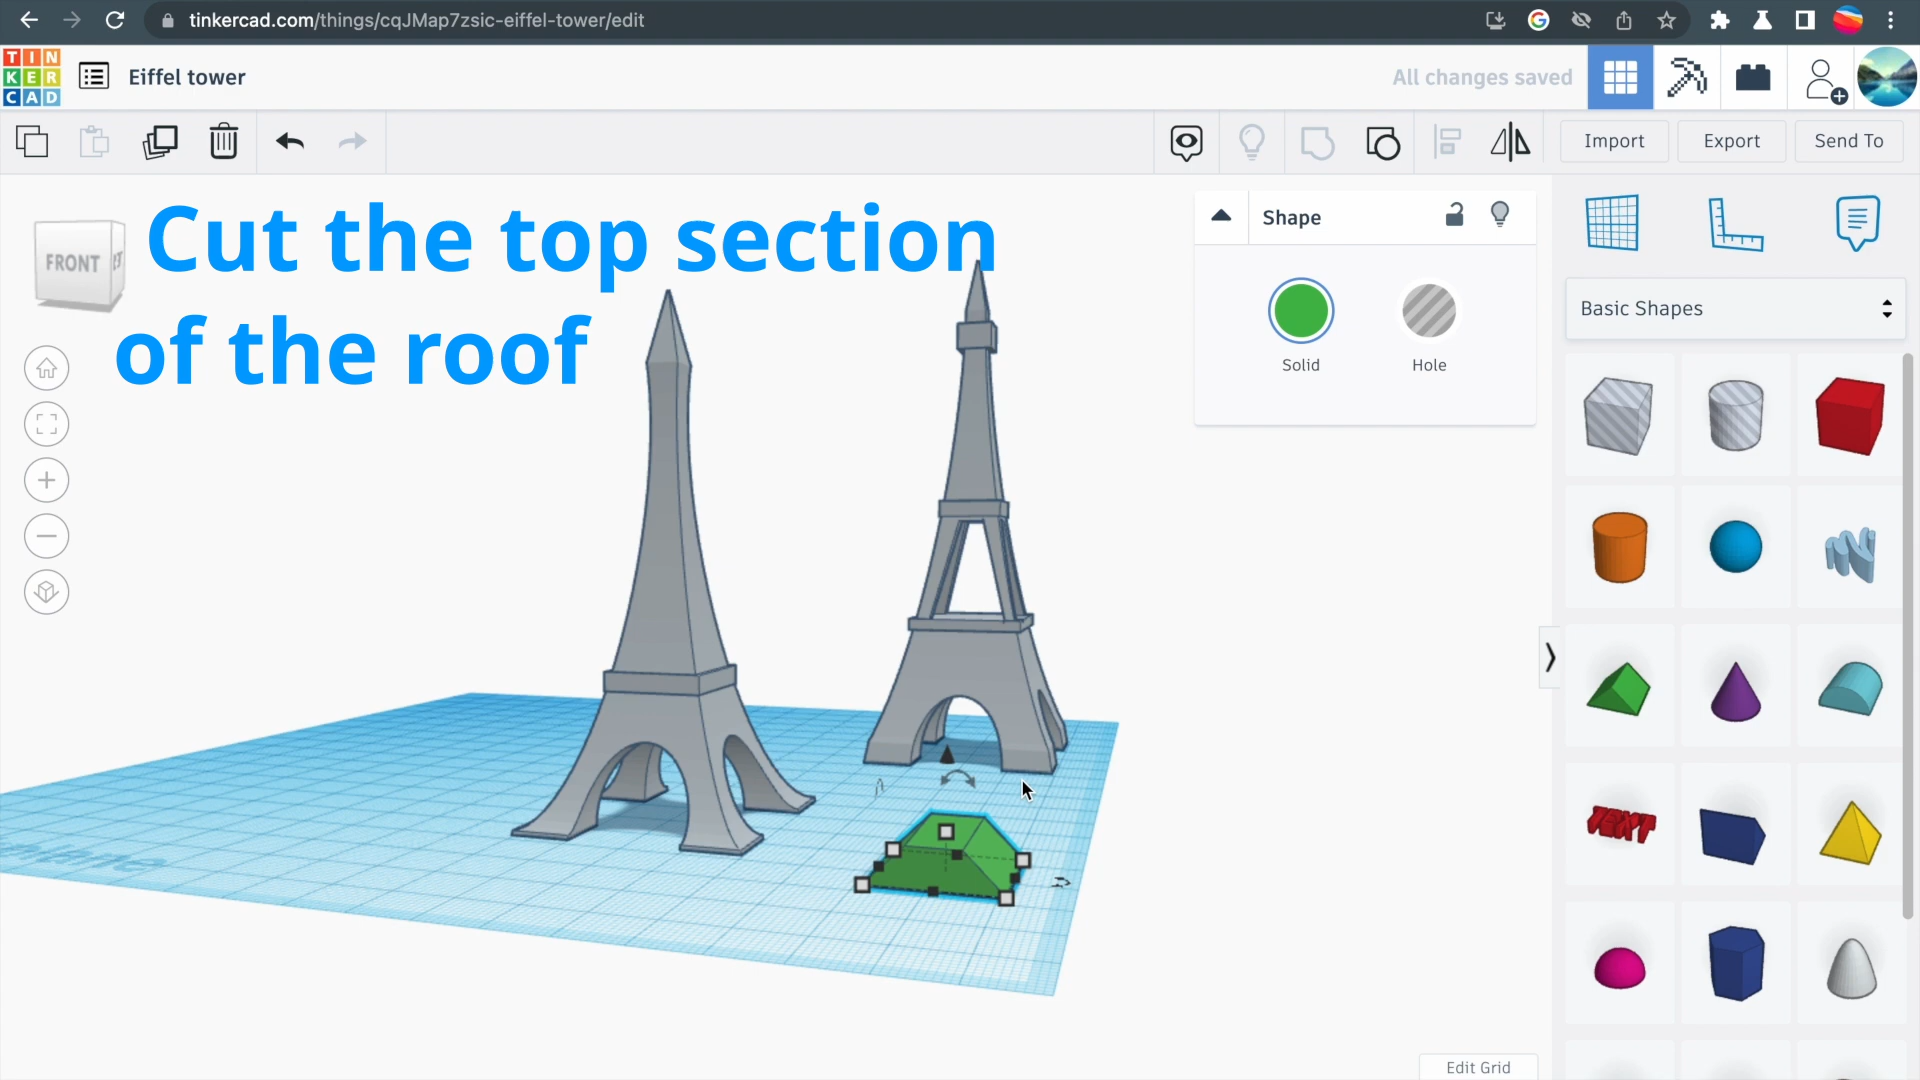 tinkercad.com/things/cqJMap7zsic-eiffel-tower/edit
TIN
KER
CAD
Eiffel tower
All changes saved
Import
Export
Send To
FRONT
Cut the top section
of the roof
Shape
Solid
Hole
Basic Shapes
TEXT
Edit Grid